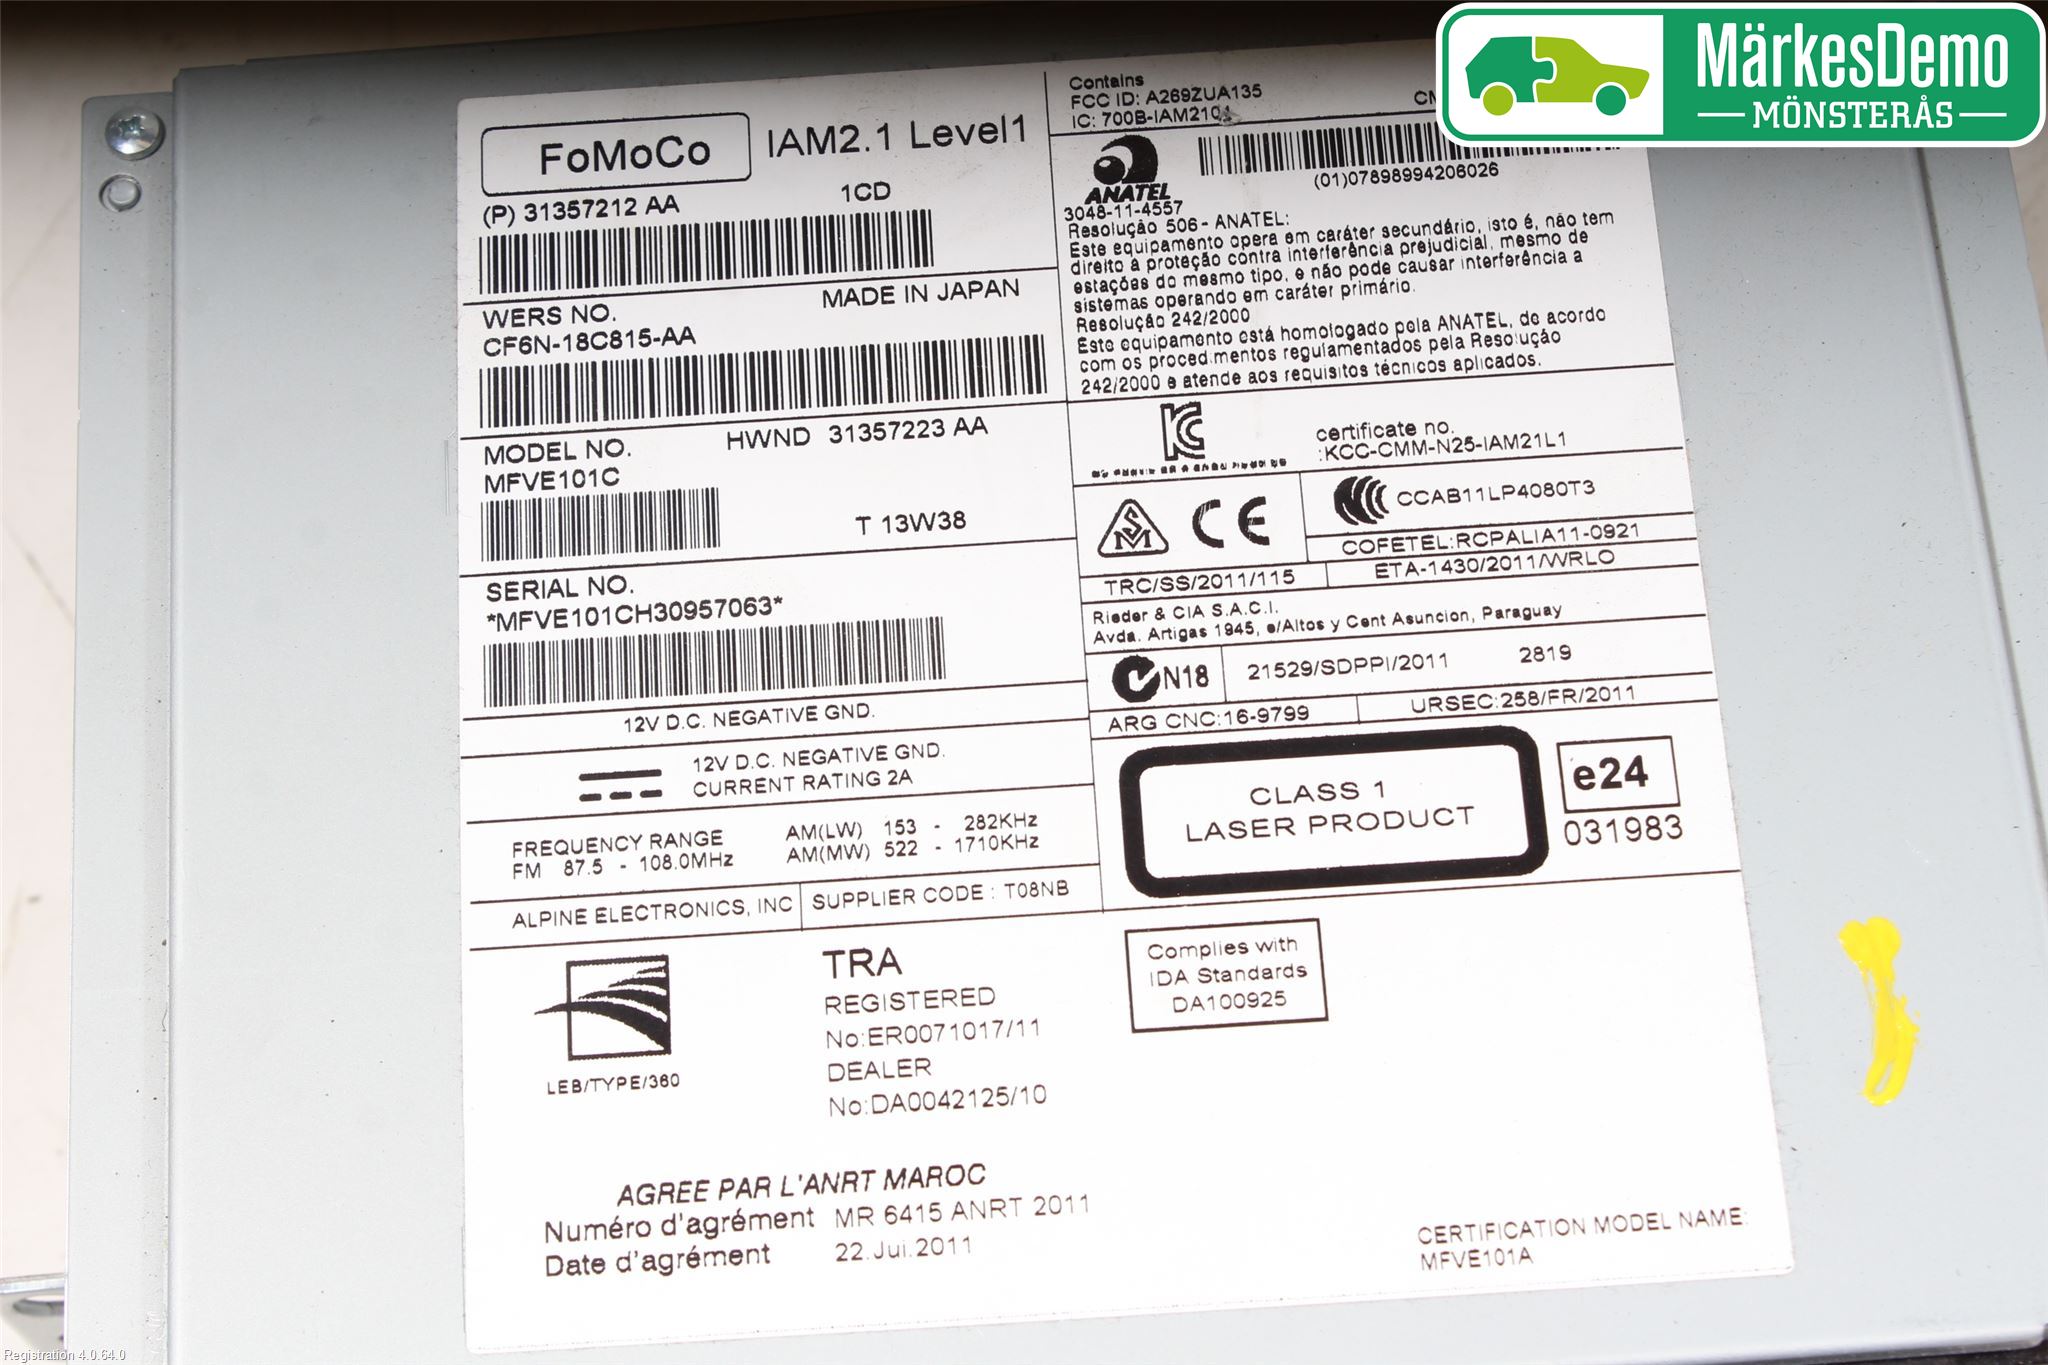 MärkesDemo
MÖNSTERÅS
FoMoCo
IAM2.1 Level1
(P) 31357212 AA
1CD
MADE IN JAPAN
WERS NO.
CF6N-18C815-AA
MODEL NO.
HWND 31357223 AA
MFVE101C
T 13W38
SERIAL NO.
*MFVE101CH30957063*
12V D.C. NEGATIVE GND.
12V D.C. NEGATIVE GND.
CURRENT RATING 2A
FREQUENCY RANGE
FM 87.5 - 108.0MHz
AM(LW) 153 - 282KHz
AM(MW) 522 - 1710KHz
ALPINE ELECTRONICS, INC
SUPPLIER CODE : T08NB
Contains
FCC ID: A269ZUA135
IC: 700B-IAM2101
ANATEL
(01)07898994206026
3048-11-4557
Resolução 506- ANATEL:
Este equipamento opera em caráter secundário, isto é, não tem
direito à proteção contra interferência prejudicial, mesmo de
estações do mesmo tipo, e não pode causar interferência a
sistemas operando em caráter primário.
Resolução 242/2000
Este equipamento está homologado pela ANATEL, de acordo
com os procedimentos regulamentados pela Resolução
242/2000 e atende aos requisitos técnicos aplicados.
certificate no.
:KCC-CMM-N25-IAM21L1
SM
CE
CCAB11LP4080T3
COFETEL:RCPALIA11-0921
TRC/SS/2011/115
ETA-1430/2011/WRLO
Rieder & CIA S.A.C.I.
Avda. Artigas 1945, e/Altos y Cent Asuncion, Paraguay
N18
21529/SDPPI/2011
2819
ARG CNC:16-9799
URSEC:258/FR/2011
CLASS 1
LASER PRODUCT
e24
031983
LEB/TYPE/360
TRA
REGISTERED
No:ER0071017/11
DEALER
No:DA0042125/10
Complies with
IDA Standards
DA100925
AGREE PAR L'ANRT MAROC
Numéro d'agrément MR 6415 ANRT 2011
Date d'agrément 22.Jui.2011
CERTIFICATION MODEL NAME:
MFVE101A
Registration 4.0.64.0